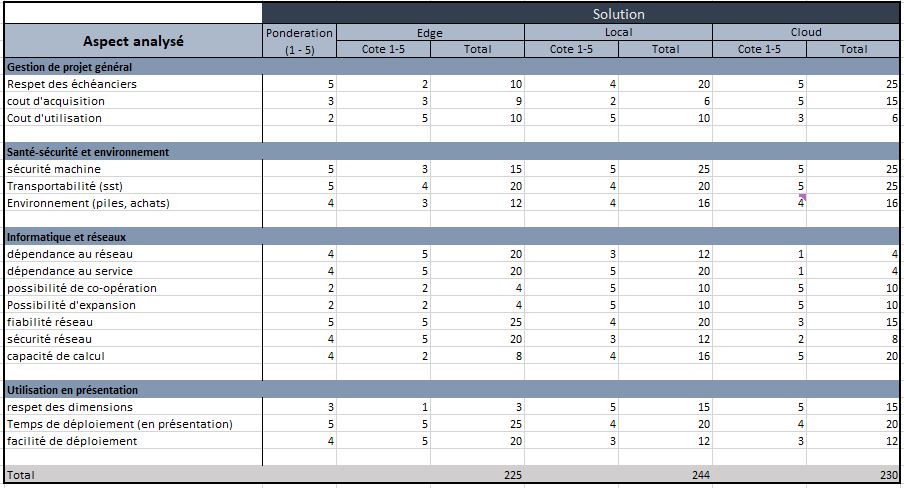 Solution
Aspect analysé Ponderation (1 - 5) Edge Local Cloud
Cote 1-5 Total Cote 1-5 Total Cote 1-5 Total
Gestion de projet général
Respet des échéanciers 5 2 10 4 20 5 25
cout d'acquisition 3 3 9 2 6 5 15
Cout d'utilisation 2 5 10 5 10 3 6
Santé-sécurité et environnement
sécurité machine 5 3 15 5 25 5 25
Transportabilité (sst) 5 4 20 4 20 5 25
Environnement (piles, achats) 4 3 12 4 16 4 16
Informatique et réseaux
dépendance au réseau 4 5 20 3 12 1 4
dépendance au service 4 5 20 5 20 1 4
possibilité de co-opération 2 2 4 5 10 5 10
Possibilité d'expansion 2 2 4 5 10 5 10
fiabilité réseau 5 5 25 4 20 3 15
sécurité réseau 4 5 20 3 12 2 8
capacité de calcul 4 2 8 4 16 5 20
Utilisation en présentation
respet des dimensions 3 1 3 5 15 5 15
Temps de déploiement (en présentation) 5 5 25 4 20 4 20
facilité de déploiement 4 5 20 3 12 3 12
Total 225 244 230